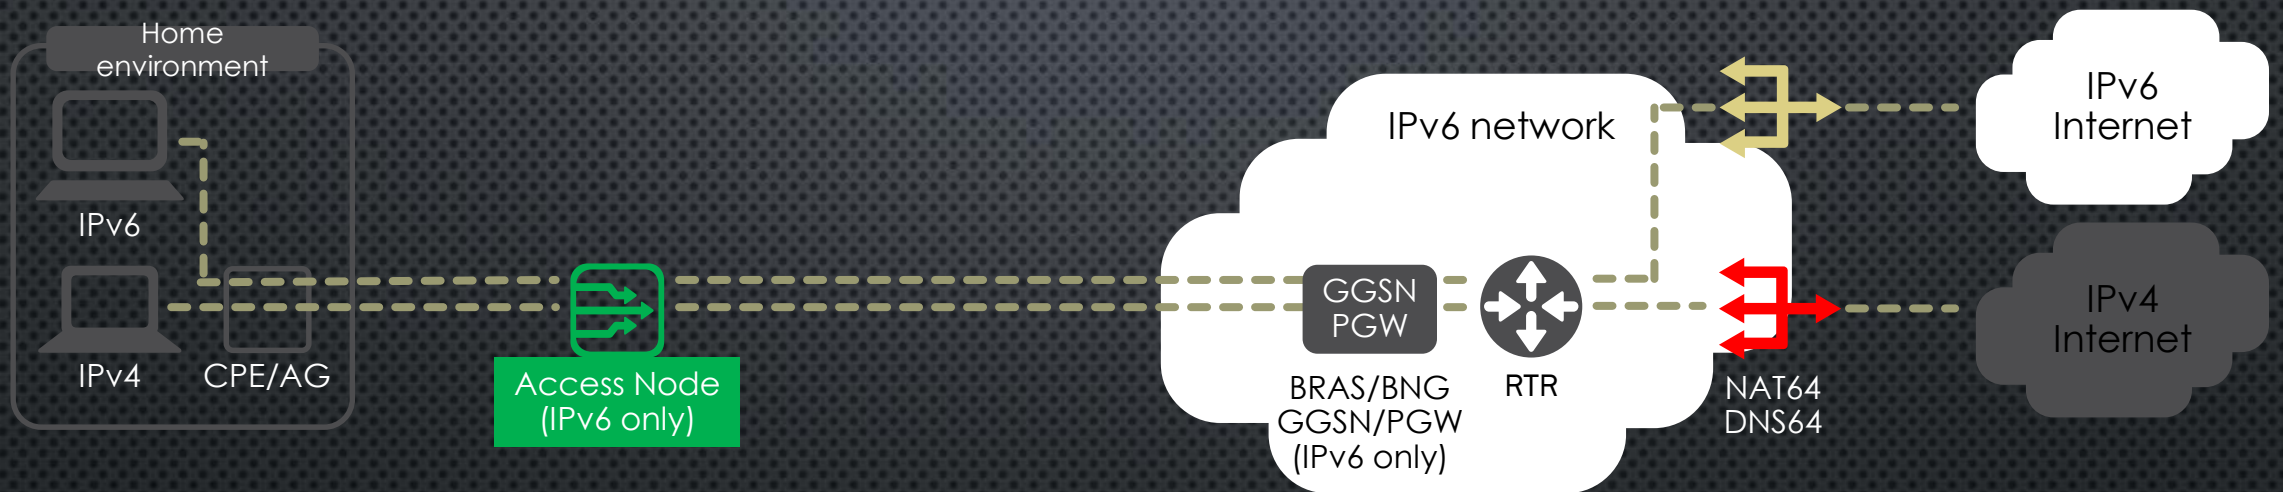 Home
environment
IPv6
IPv4
CPE/AG
Access Node
(IPv6 only)
IPv6 network
GGSN
PGW
BRAS/BNG
GGSN/PGW
(IPv6 only)
RTR
NAT64
DNS64
IPv6
Internet
IPv4
Internet